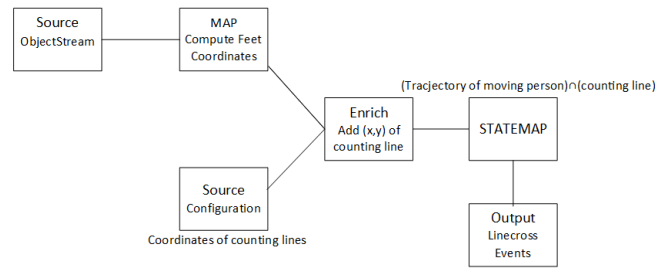 Source
ObjectStream
MAP
Compute Feet
Coordinates
(Tracjectory of moving person)∩(counting line)
Enrich
Add (x,y) of
counting line
STATEMAP
Source
Configuration
Coordinates of counting lines
Output
Linecross
Events